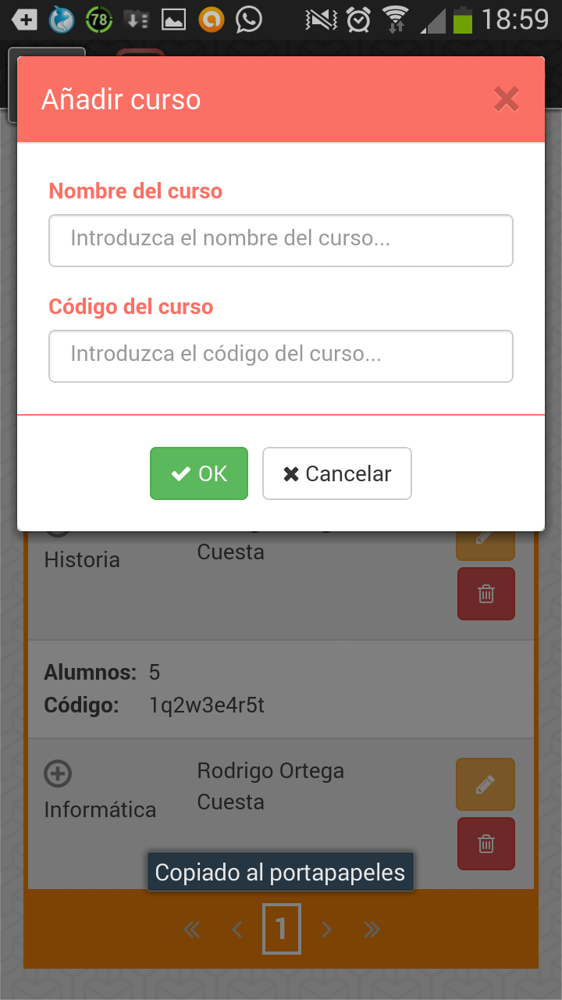 78
18:59
Añadir curso
Nombre del curso
Introduzca el nombre del curso...
Código del curso
Introduzca el código del curso...
OK
Cancelar
Historia
Cuesta
Alumnos: 5
Código: 1q2w3e4r5t
Rodrigo Ortega
Informática
Cuesta
Copiado al portapapeles
« ‹ 1 › »